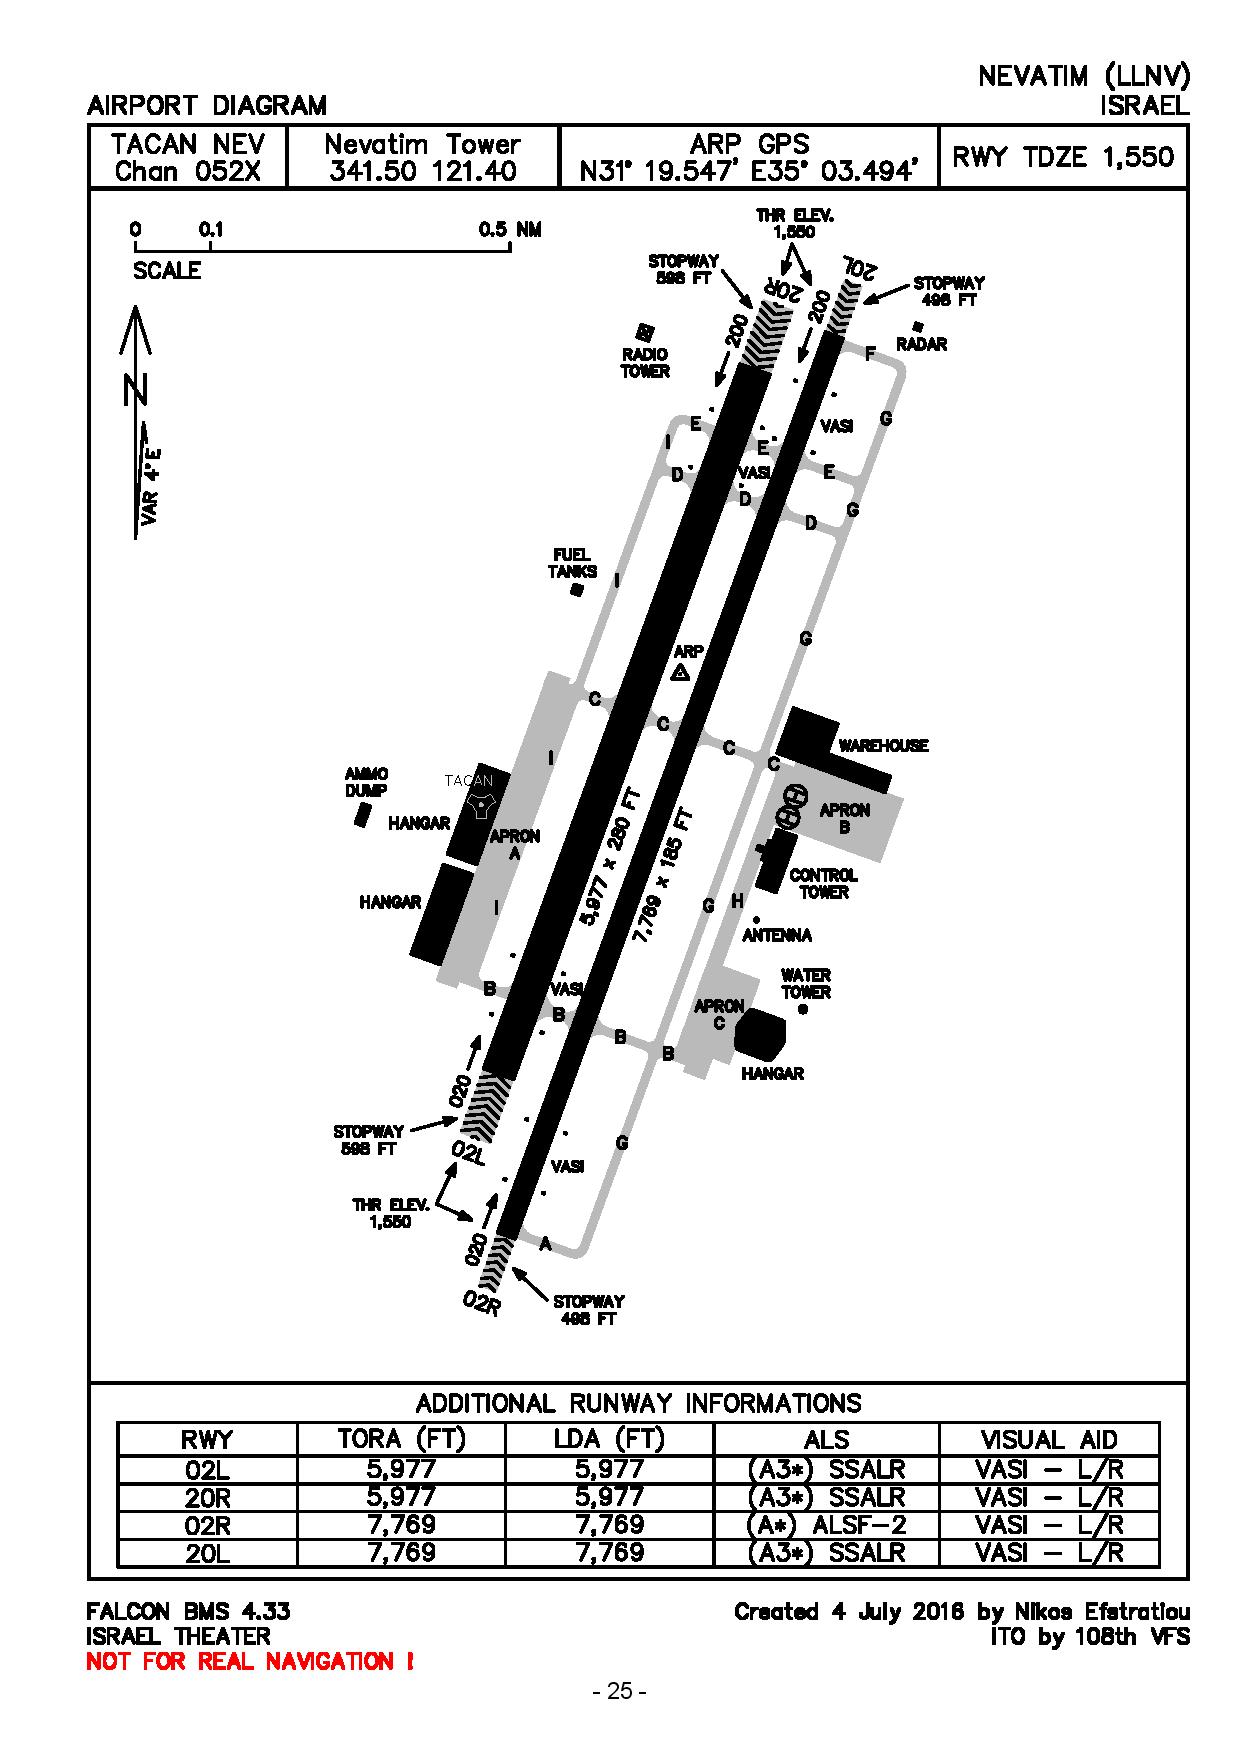 NEVATIM (LLNV)
AIRPORT DIAGRAM
ISRAEL
TACAN NEV
Chan 052X
Nevatim Tower
341.50 121.40
ARP GPS
N31° 19.547' E35° 03.494'
RWY TDZE 1,550
0 0.1 0.5 NM
SCALE
N
VAR 4°E
THR ELEV.
1,550
STOPWAY
598 FT
20R
20L
STOPWAY
498 FT
200
200
RADIO
TOWER
RADAR
F
E
I
VASI
G
E
D
VASI
E
D
G
D
FUEL
TANKS
I
G
ARP
C
C
C
C
WAREHOUSE
I
AMMO
DUMP
TACAN
HANGAR
APRON
A
5,977 x 280 FT
7,769 x 185 FT
APRON
B
CONTROL
TOWER
HANGAR
I
G
H
ANTENNA
WATER
TOWER
B
VASI
B
B
B
APRON
C
HANGAR
020
STOPWAY
598 FT
02L
G
VASI
THR ELEV.
1,550
020
A
02R
STOPWAY
498 FT
ADDITIONAL RUNWAY INFORMATIONS
RWY TORA (FT) LDA (FT) ALS VISUAL AID
02L 5,977 5,977 (A3*) SSALR VASI - L/R
20R 5,977 5,977 (A3*) SSALR VASI - L/R
02R 7,769 7,769 (A*) ALSF-2 VASI - L/R
20L 7,769 7,769 (A3*) SSALR VASI - L/R
FALCON BMS 4.33
Created 4 July 2016 by Nikos Efstratiou
ISRAEL THEATER
ITO by 108th VFS
NOT FOR REAL NAVIGATION !
- 25 -